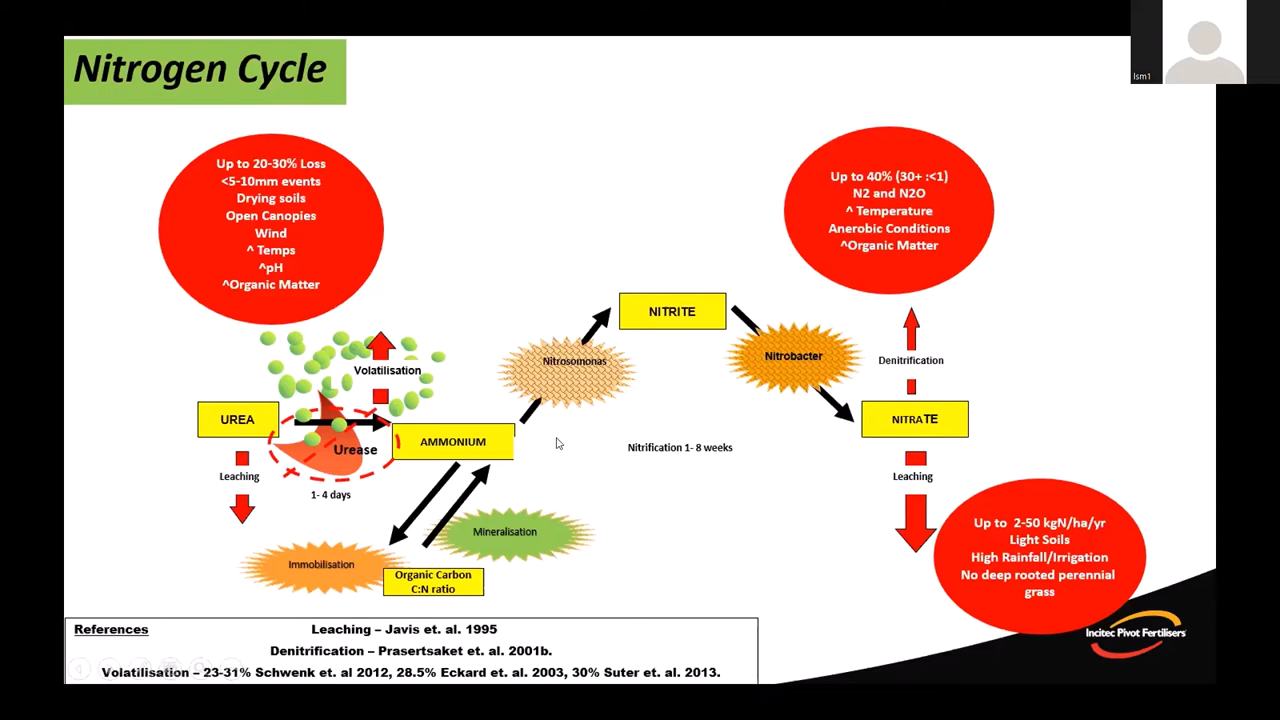 Nitrogen Cycle
lsm1
Up to 20-30% Loss
<5-10mm events
Drying soils
Open Canopies
Wind
^ Temps
^pH
^Organic Matter
Up to 40% (30+ :<1)
N2 and N2O
^ Temperature
Anerobic Conditions
^Organic Matter
NITRITE
Nitrosomonas
Nitrobacter
Volatilisation
Denitrification
UREA
AMMONIUM
NITRATE
Urease
Nitrification 1- 8 weeks
Leaching
Leaching
1- 4 days
Mineralisation
Immobilisation
Organic Carbon
C:N ratio
Up to 2-50 kgN/ha/yr
Light Soils
High Rainfall/Irrigation
No deep rooted perennial
grass
References
Leaching – Javis et. al. 1995
Denitrification – Prasertsaket et. al. 2001b.
Volatilisation – 23-31% Schwenk et. al 2012, 28.5% Eckard et. al. 2003, 30% Suter et. al. 2013.
Incitec Pivot Fertilisers